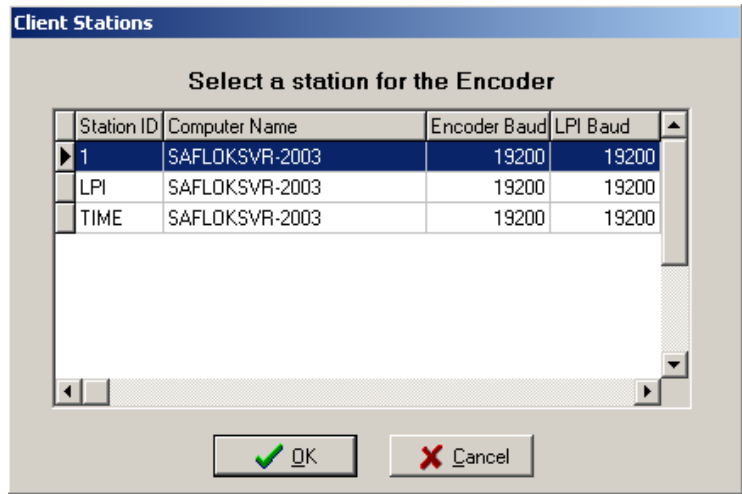 Client Stations
Select a station for the Encoder
Station ID Computer Name Encoder Baud LPI Baud
1 SAFLOKSVR-2003 19200 19200
LPI SAFLOKSVR-2003 19200 19200
TIME SAFLOKSVR-2003 19200 19200
OK Cancel